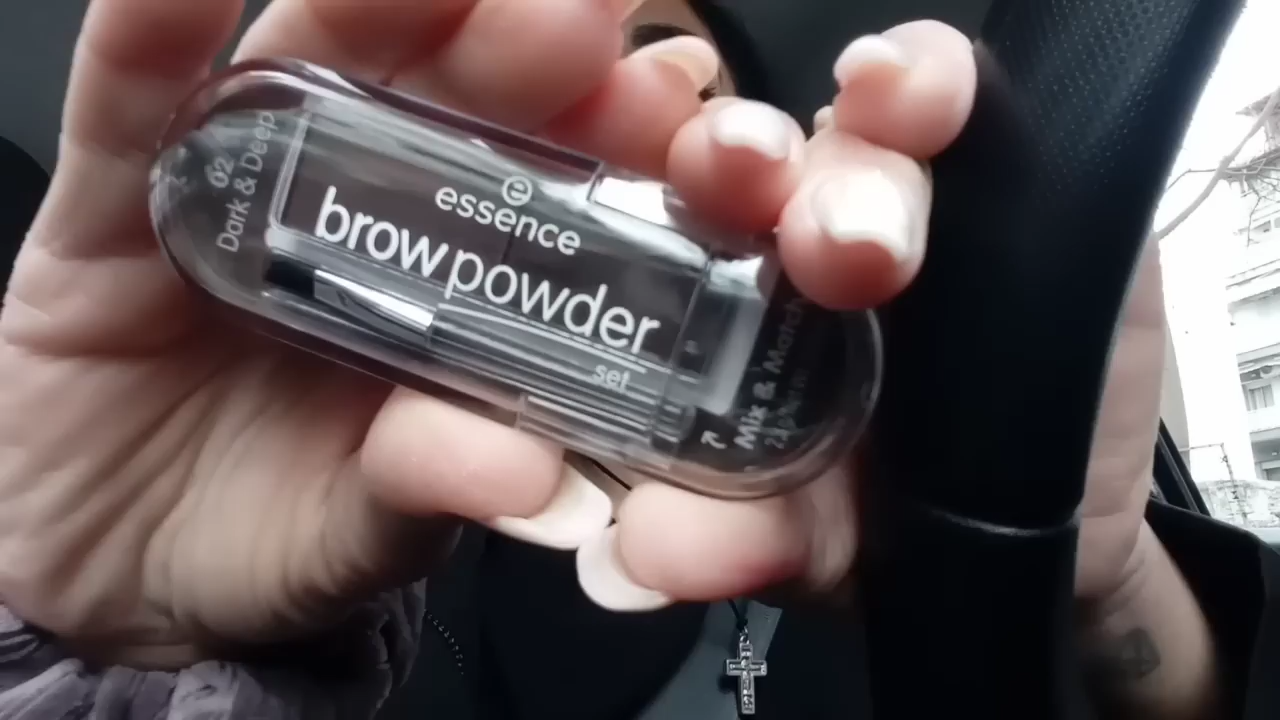 02
Dark & Deep
essence
brow powder
set
Mix & Match